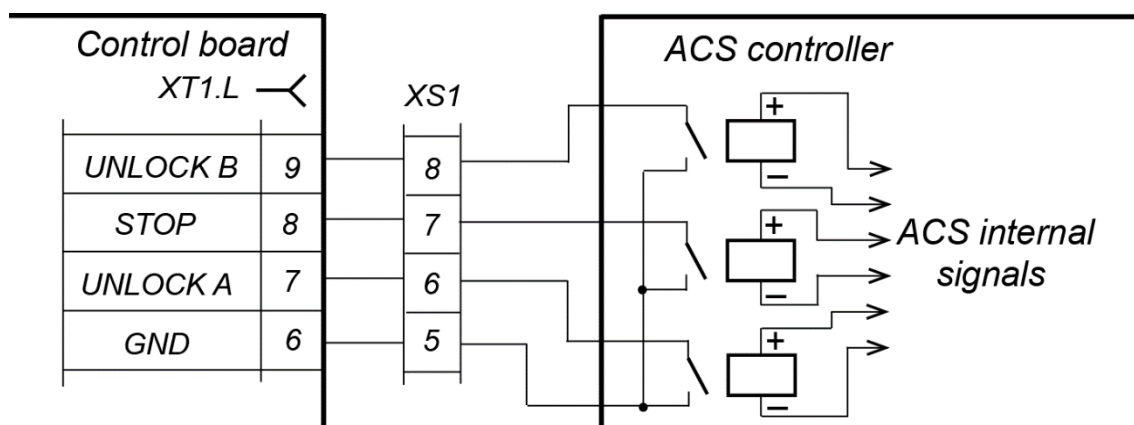 Control board
ACS controller
XT1.L
XS1
+
UNLOCK B 9 8
−
STOP 8 7
+
ACS internal
signals
UNLOCK A 7 6
−
GND 6 5
+
−